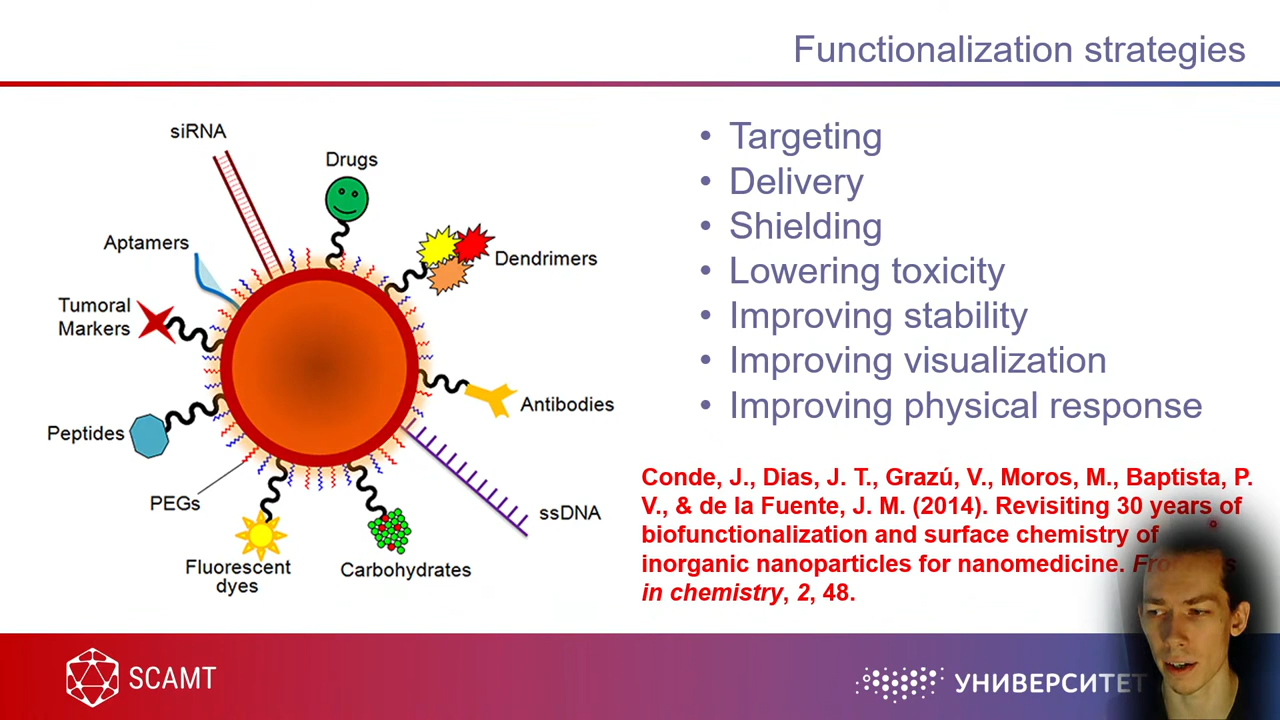 Functionalization strategies
siRNA
Drugs
Aptamers
Dendrimers
Tumoral
Markers
Antibodies
Peptides
PEGs
ssDNA
Fluorescent
dyes
Carbohydrates
• Targeting
• Delivery
• Shielding
• Lowering toxicity
• Improving stability
• Improving visualization
• Improving physical response
Conde, J., Dias, J. T., Grazú, V., Moros, M., Baptista, P.
V., & de la Fuente, J. M. (2014). Revisiting 30 years of
biofunctionalization and surface chemistry of
inorganic nanoparticles for nanomedicine.
in chemistry, 2, 48.
SCAMT
УНИВЕРСИТЕТ